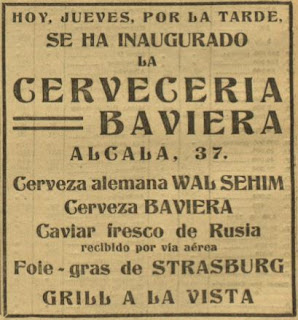 HOY, JUEVES, POR LA TARDE,
SE HA INAUGURADO
LA
CERVECERIA
BAVIERA
ALCALA, 37.
Cerveza alemana WAL SEHIM
Cerveza BAVIERA
Caviar fresco de Rusia
recibido por via aérea
Foie-gras de STRASBURG
GRILL A LA VISTA